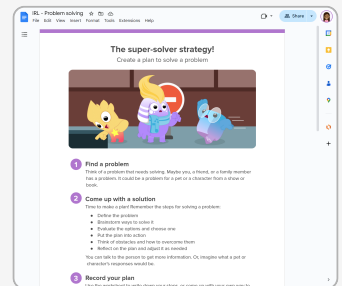 IRL - Problem solving
File Edit View Insert Format Tools Extensions Help
Share
The super-solver strategy!
Create a plan to solve a problem
1 Find a problem
Think of a problem that needs solving. Maybe you, a friend, or a family member
has a problem. It could be a problem for a pet or a character from a show or
book.
2 Come up with a solution
Time to make a plan! Remember the steps for solving a problem:
● Define the problem
● Brainstorm ways to solve it
● Evaluate the options and choose one
● Put the plan into action
● Think of obstacles and how to overcome them
● Reflect on the plan and adjust it as needed
You can talk to the person to get more information. Or, imagine what a pet or
character's responses would be.
3 Record your plan